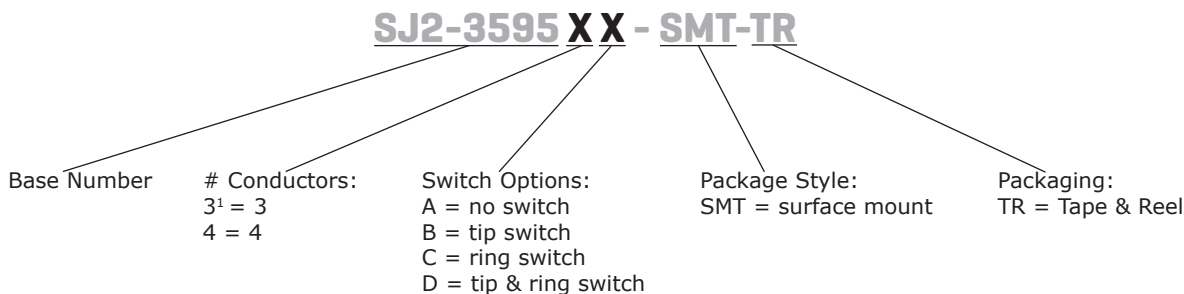 SJ2-3595 X X - SMT-TR
Base Number
# Conductors:
3¹ = 3
4 = 4
Switch Options:
A = no switch
B = tip switch
C = ring switch
D = tip & ring switch
Package Style:
SMT = surface mount
Packaging:
TR = Tape & Reel